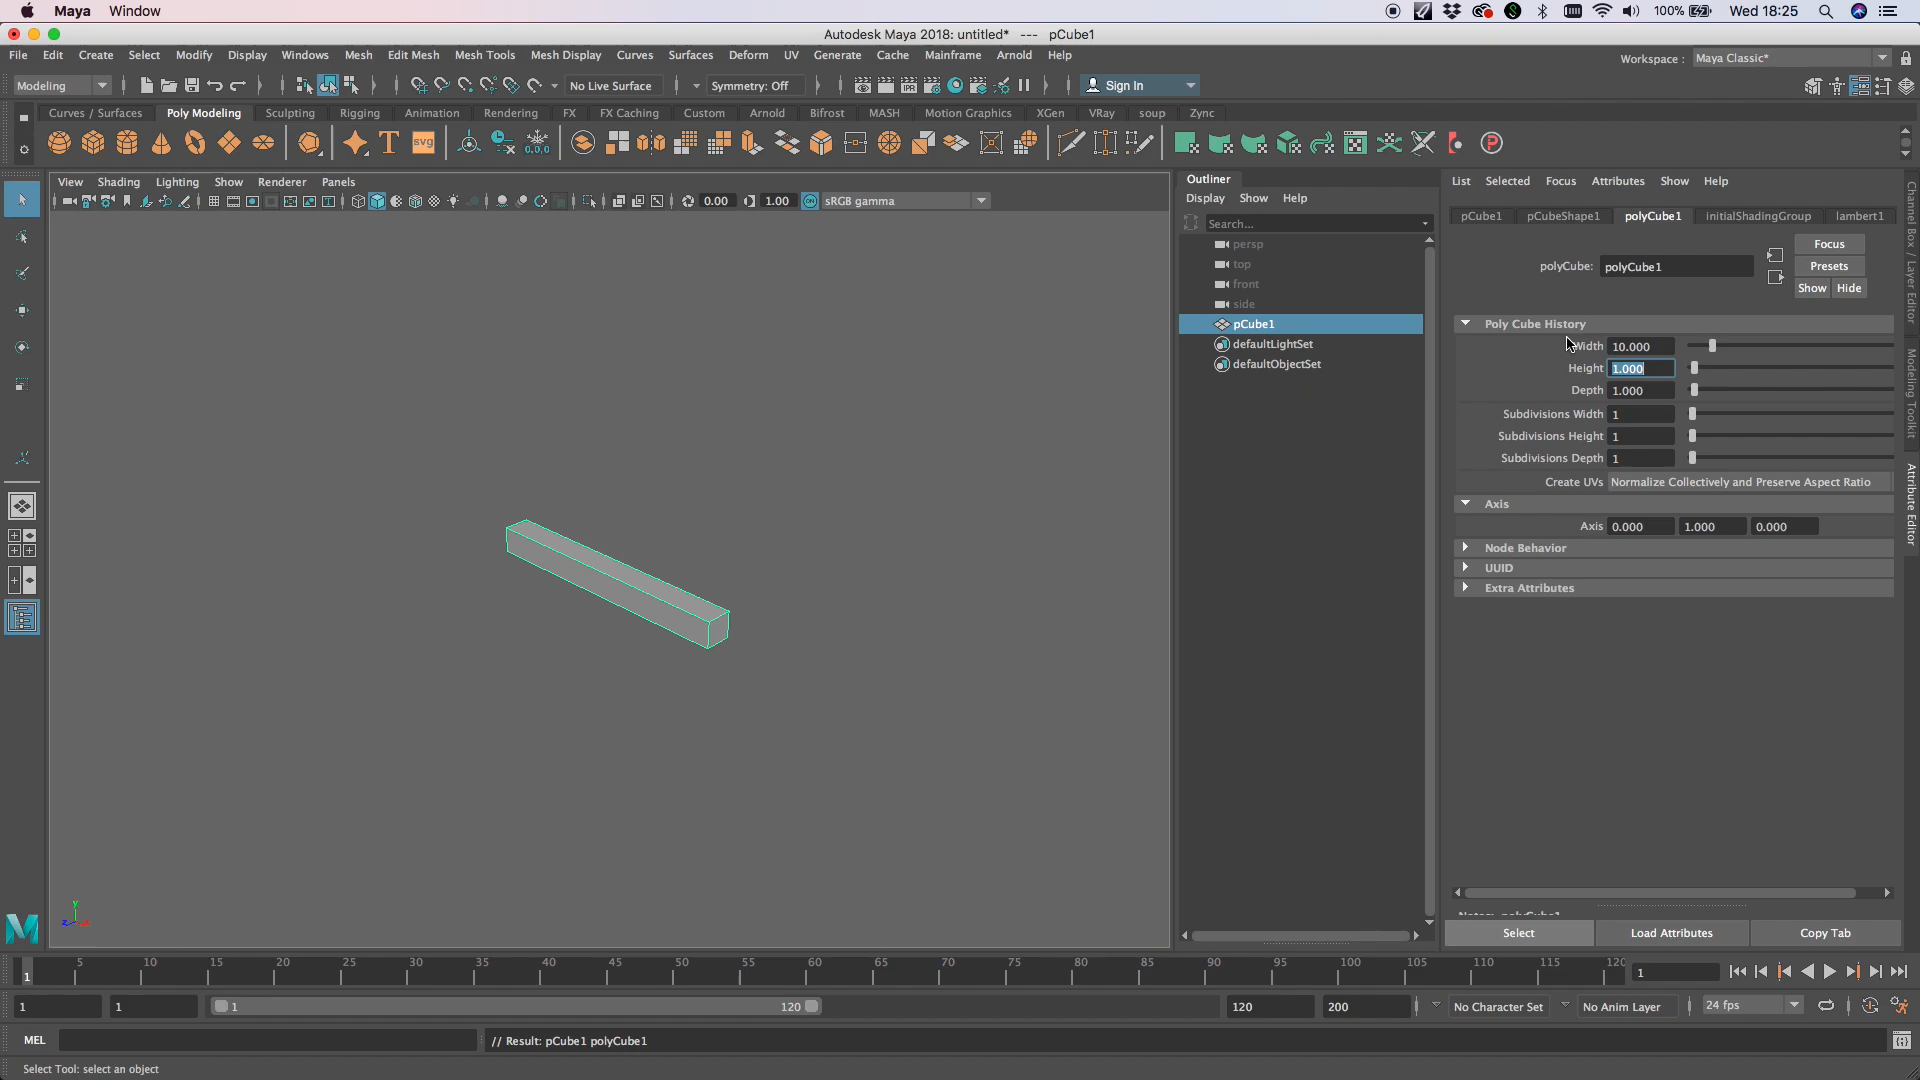 Maya Window 100% Wed 18:25
Autodesk Maya 2018: untitled* --- pCube1
File Edit Create Select Modify Display Windows Mesh Edit Mesh Mesh Tools Mesh Display Curves Surfaces Deform UV Generate Cache Mainframe Arnold Help
Workspace : Maya Classic*
Modeling No Live Surface Symmetry: Off Sign In
Curves / Surfaces Poly Modeling Sculpting Rigging Animation Rendering FX FX Caching Custom Arnold Bifrost MASH Motion Graphics XGen VRay soup Zync
T svg 0,0,0 P
View Shading Lighting Show Renderer Panels
0.00 1.00 ON sRGB gamma
Outliner
Display Show Help
Search...
persp
top
front
side
pCube1
defaultLightSet
defaultObjectSet
List Selected Focus Attributes Show Help
pCube1 pCubeShape1 polyCube1 initialShadingGroup lambert1
polyCube: polyCube1
Focus
Presets
Show Hide
Poly Cube History
Width 10.000
Height 1.000
Depth 1.000
Subdivisions Width 1
Subdivisions Height 1
Subdivisions Depth 1
Create UVs Normalize Collectively and Preserve Aspect Ratio
Axis
Axis 0.000 1.000 0.000
Node Behavior
UUID
Extra Attributes
Select Load Attributes Copy Tab
Channel Box / Layer Editor
Modeling Toolkit
Attribute Editor
y
z x
1 5 10 15 20 25 30 35 40 45 50 55 60 65 70 75 80 85 90 95 100 105 110 115 120 1
1 1 1 120 120 200 No Character Set No Anim Layer 24 fps
MEL // Result: pCube1 polyCube1
Select Tool: select an object